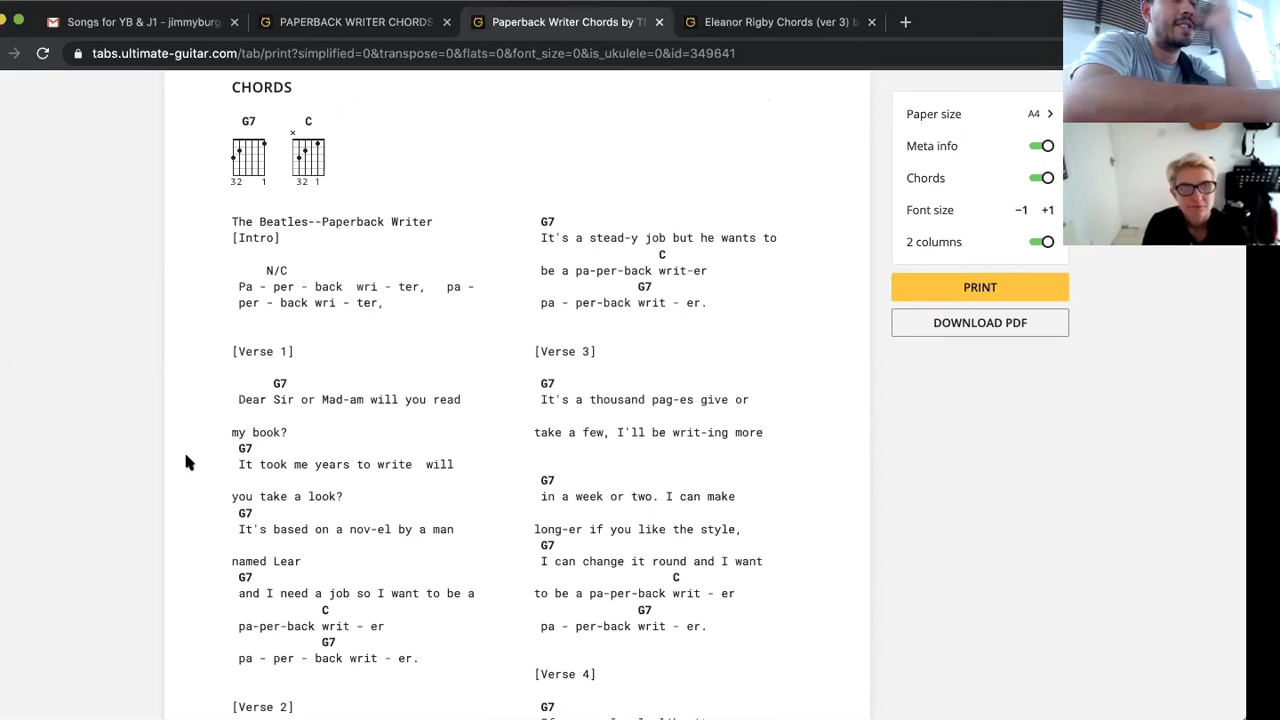 Songs for YB & J1 - jimmyburg
PAPERBACK WRITER CHORDS
Paperback Writer Chords by Th
Eleanor Rigby Chords (ver 3) b
tabs.ultimate-guitar.com/tab/print?simplified=0&transpose=0&flats=0&font_size=0&is_ukulele=0&id=349641
CHORDS
G7 C
×
32 1 32 1
The Beatles--Paperback Writer
[Intro]
N/C
Pa - per - back wri - ter, pa -
per - back wri - ter,
[Verse 1]
G7
Dear Sir or Mad-am will you read
my book?
G7
It took me years to write will
you take a look?
G7
It's based on a nov-el by a man
named Lear
G7
and I need a job so I want to be a
C
pa-per-back writ - er
G7
pa - per - back writ - er.
[Verse 2]
G7
It's a stead-y job but he wants to
C
be a pa-per-back writ-er
G7
pa - per-back writ - er.
[Verse 3]
G7
It's a thousand pag-es give or
take a few, I'll be writ-ing more
G7
in a week or two. I can make
long-er if you like the style,
G7
I can change it round and I want
C
to be a pa-per-back writ - er
G7
pa - per-back writ - er.
[Verse 4]
G7
Paper size A4
Meta info
Chords
Font size −1 +1
2 columns
PRINT
DOWNLOAD PDF